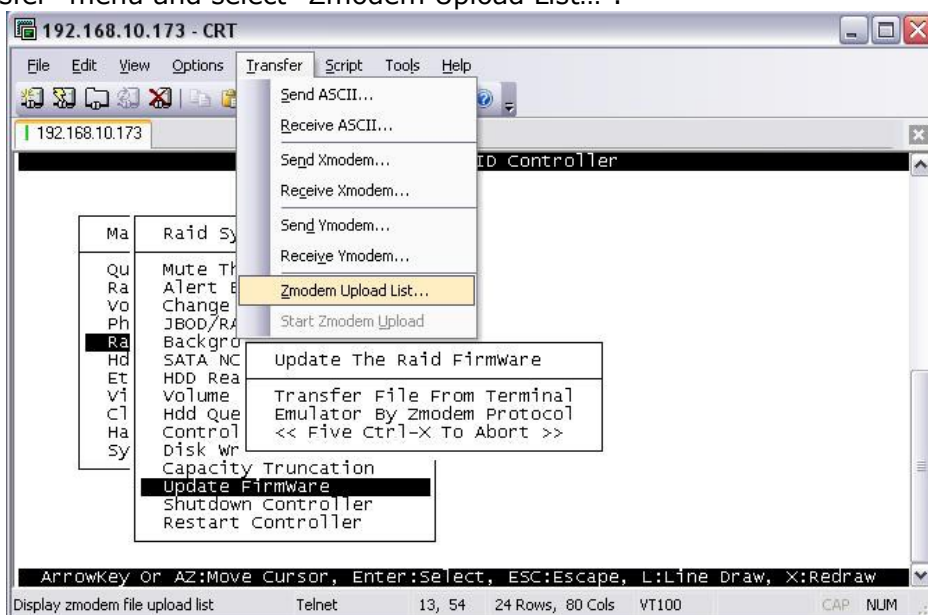 sfer" menu and select "Zmodem Upload List...".
192.168.10.173 - CRT
File Edit View Options Transfer Script Tools Help
Send ASCII...
Receive ASCII...
Send Xmodem...
Receive Xmodem...
Send Ymodem...
Receive Ymodem...
Zmodem Upload List...
Start Zmodem Upload
192.168.10.173
ID Controller
Ma
Qu
Ra
Vo
Ph
Ra
Hd
Et
Vi
Cl
Ha
Sy
Raid Sy
Mute Th
Alert B
Change
JBOD/RA
Backgro
SATA NC
HDD Rea
Volume
Hdd Que
Control
Disk Wr
Capacity Truncation
Update Firmware
Shutdown Controller
Restart Controller
Update The Raid Firmware
Transfer File From Terminal
Emulator By Zmodem Protocol
<< Five Ctrl-X To Abort >>
ArrowKey Or AZ:Move Cursor, Enter:Select, ESC:Escape, L:Line Draw, X:Redraw
Display zmodem file upload list Telnet 13, 54 24 Rows, 80 Cols VT100 CAP NUM